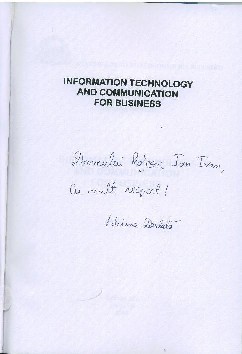 INFORMATION TECHNOLOGY
AND COMMUNICATION
FOR BUSINESS
Domnului Profesor Ion Ivan,
cu mult respect!